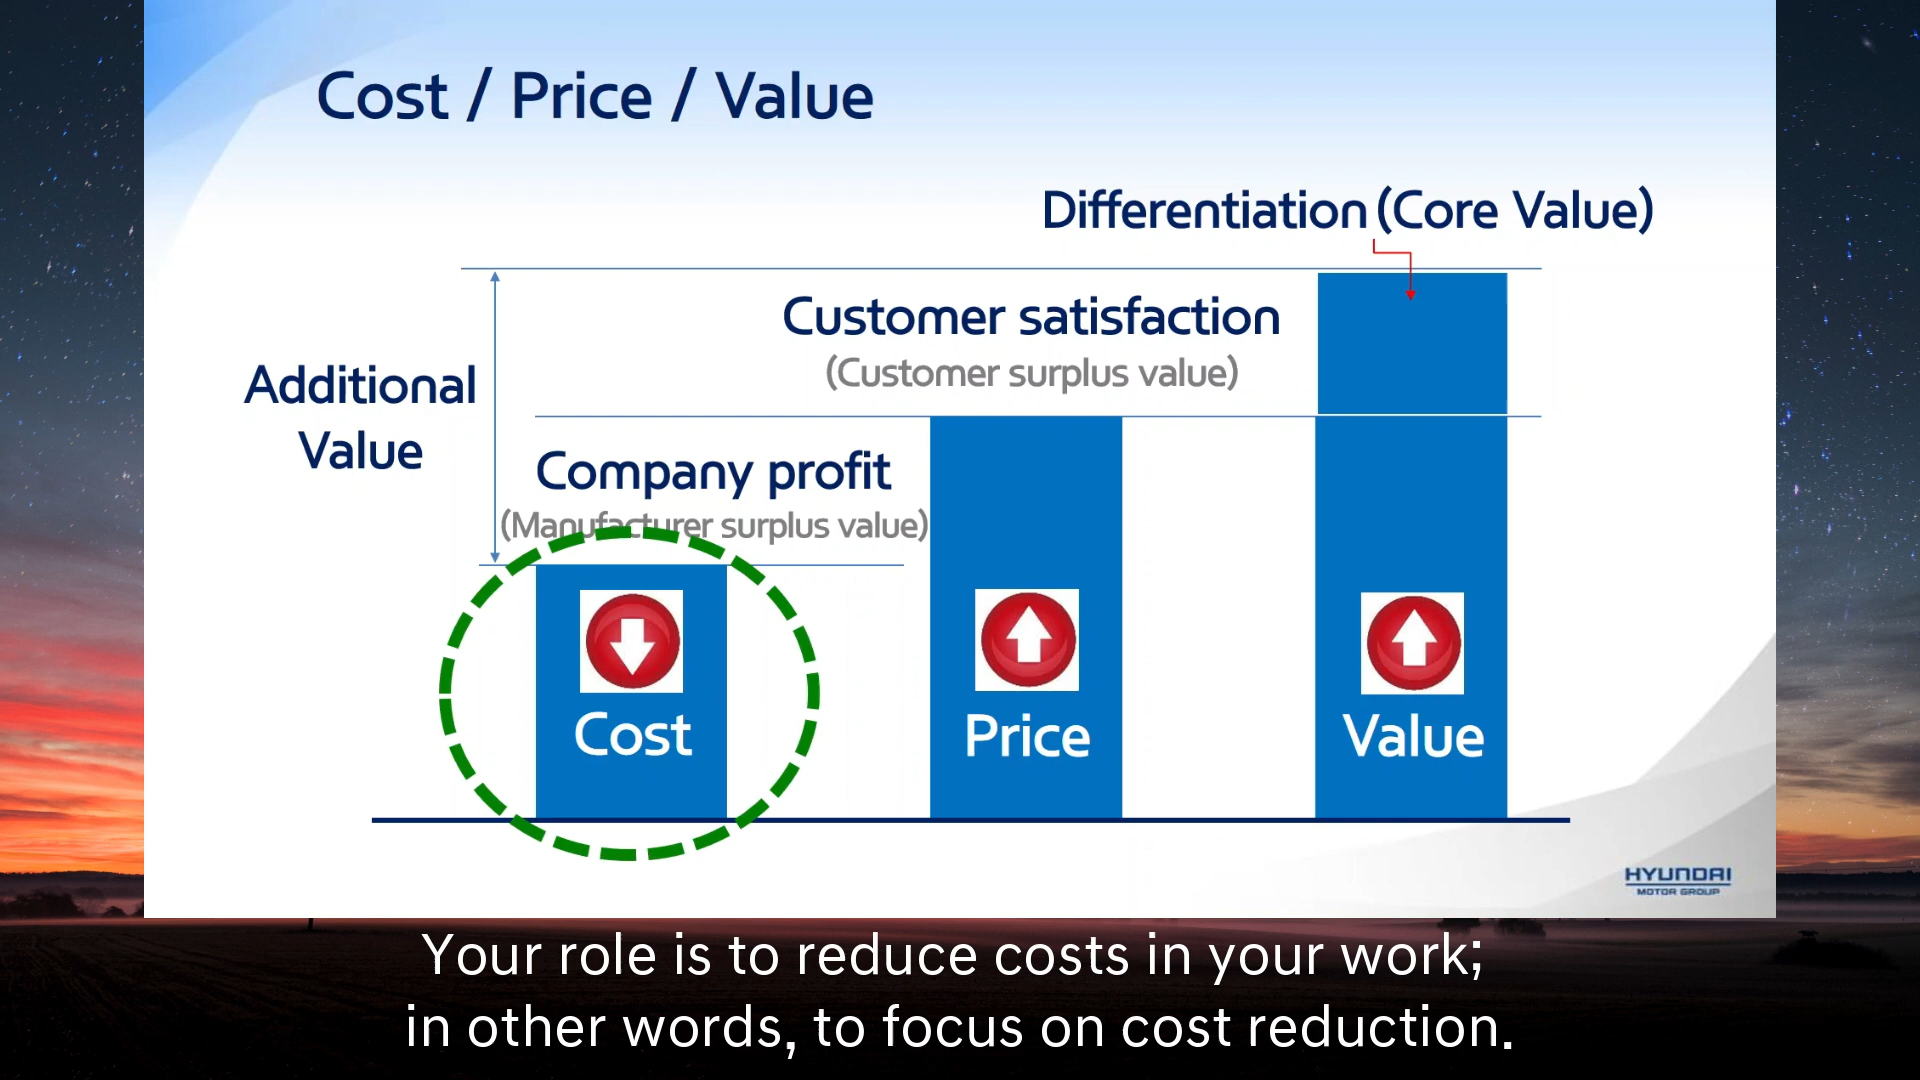 Cost / Price / Value
Differentiation (Core Value)
Customer satisfaction
(Customer surplus value)
Additional
Value
Company profit
(Manufacturer surplus value)
Cost
Price
Value
HYUNDAI
MOTOR GROUP
Your role is to reduce costs in your work;
in other words, to focus on cost reduction.